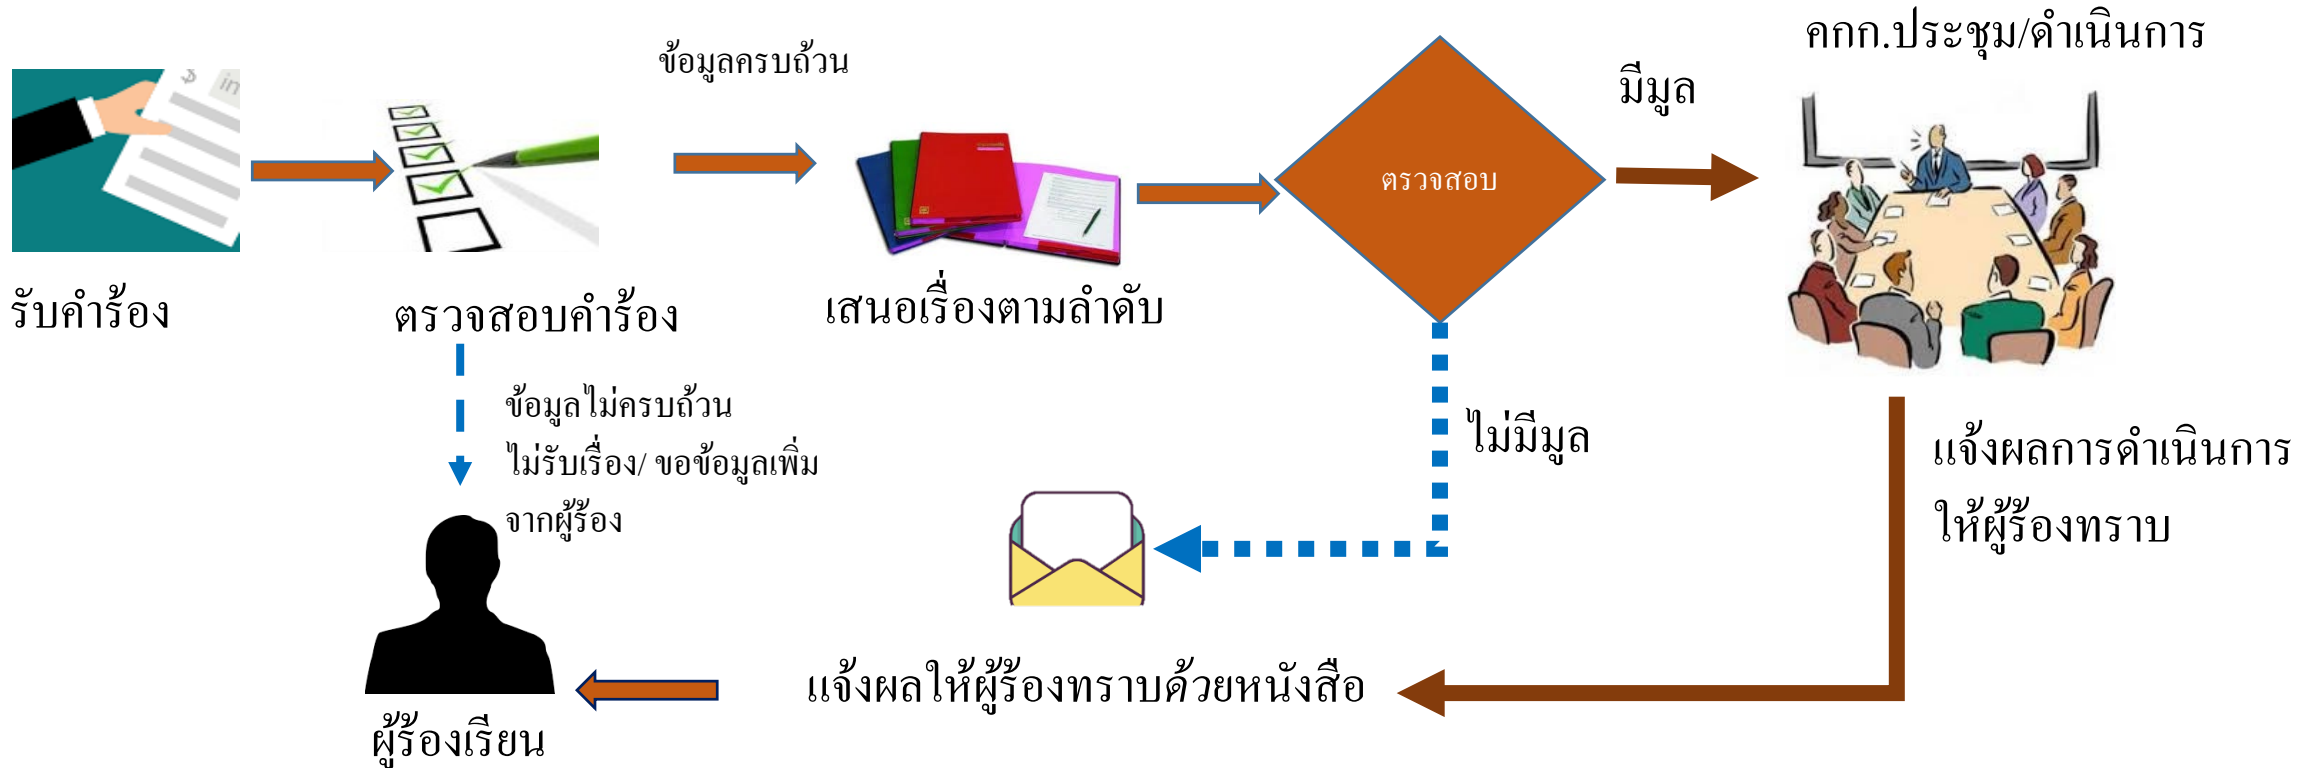 คกก.ประชุม/ดำเนินการ
ข้อมูลครบถ้วน
มีมูล
$
in
ตรวจสอบ
รับคำร้อง
ตรวจสอบคำร้อง
เสนอเรื่องตามลำดับ
ข้อมูลไม่ครบถ้วน
ไม่รับเรื่อง/ ขอข้อมูลเพิ่ม
จากผู้ร้อง
ไม่มีมูล
แจ้งผลการดำเนินการ
ให้ผู้ร้องทราบ
แจ้งผลให้ผู้ร้องทราบด้วยหนังสือ
ผู้ร้องเรียน